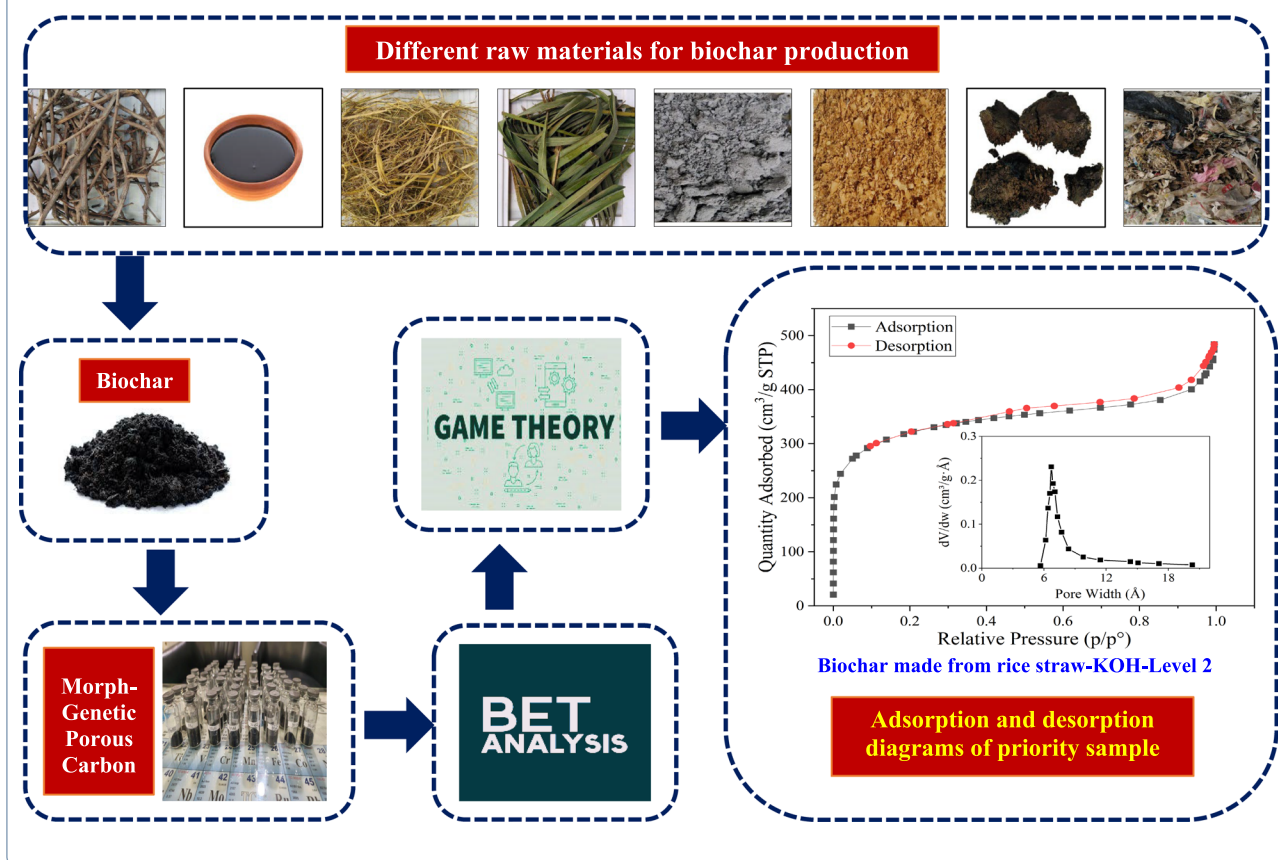 Different raw materials for biochar production
Biochar
GAME THEORY
Morph-
Genetic
Porous
Carbon
BET
ANALYSIS
Quantity Adsorbed (cm³/g STP)
500
400
300
200
100
0
Adsorption
Desorption
dV/dw (cm³/g·Å)
0.3
0.2
0.1
0.0
0 6 12 18
Pore Width (Å)
0.0 0.2 0.4 0.6 0.8 1.0
Relative Pressure (p/p°)
Biochar made from rice straw-KOH-Level 2
Adsorption and desorption
diagrams of priority sample